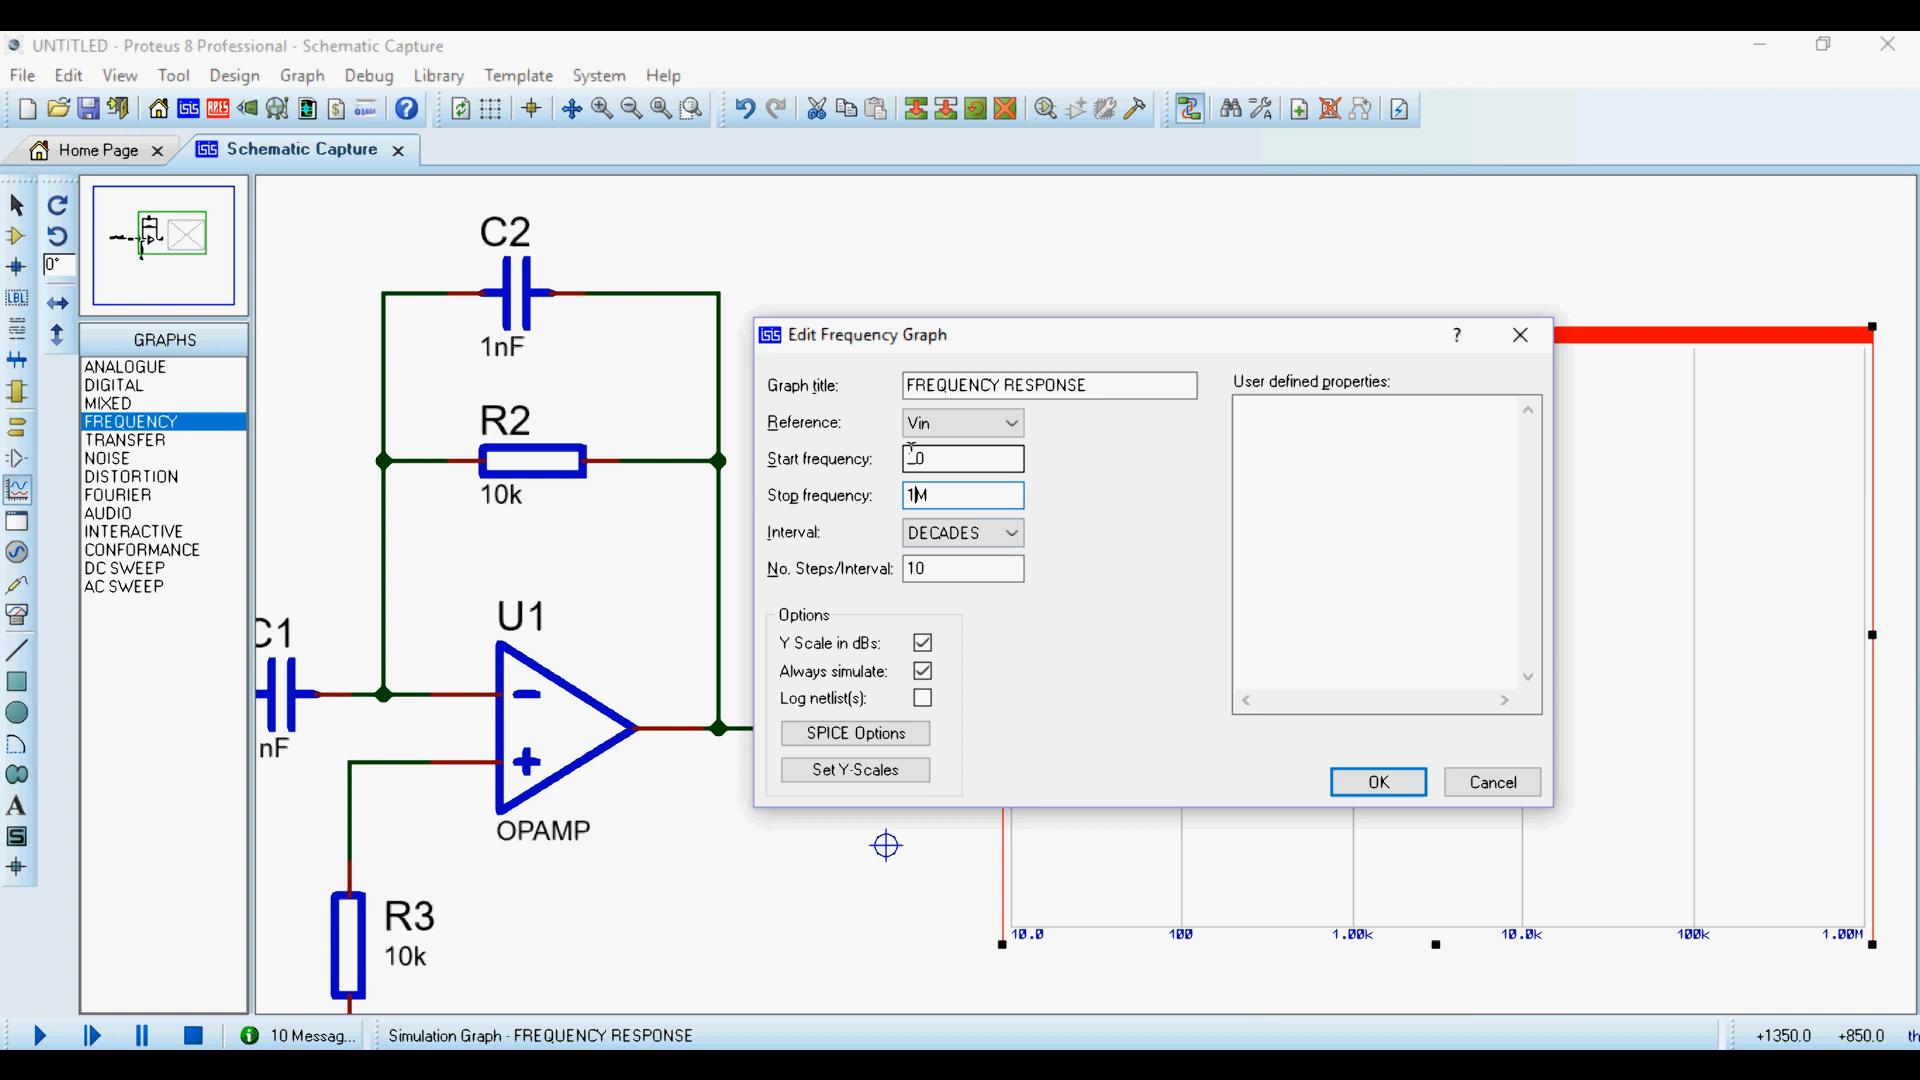 UNTITLED - Proteus 8 Professional - Schematic Capture
File Edit View Tool Design Graph Debug Library Template System Help
Home Page
Schematic Capture
0°
GRAPHS
ANALOGUE
DIGITAL
MIXED
FREQUENCY
TRANSFER
NOISE
DISTORTION
FOURIER
AUDIO
INTERACTIVE
CONFORMANCE
DC SWEEP
AC SWEEP
C2
1nF
R2
10k
U1
OPAMP
C1
nF
R3
10k
Edit Frequency Graph
Graph title: FREQUENCY RESPONSE
Reference: Vin
Start frequency:
Stop frequency: 1M
Interval: DECADES
No. Steps/Interval: 10
Options
Y Scale in dBs:
Always simulate:
Log netlist(s):
SPICE Options
Set Y-Scales
User defined properties:
OK
Cancel
10.0 100 1.00k 10.0k 100k 1.00M
10 Messag...
Simulation Graph - FREQUENCY RESPONSE
+1350.0 +850.0 th